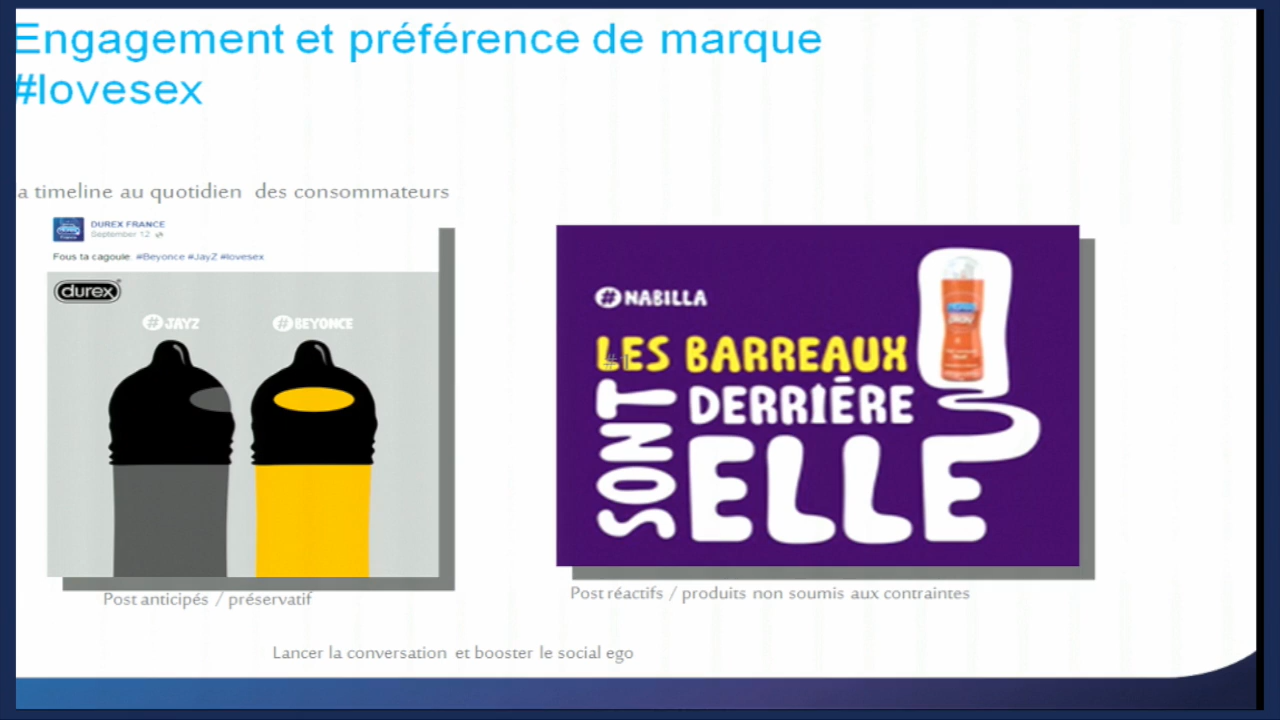 Engagement et préférence de marque
#lovesex
a timeline au quotidien des consommateurs
DUREX FRANCE
September 12
Fous ta cagoule #Beyonce #JayZ #lovesex
durex
#JAYZ
#BEYONCE
#NABILLA
LES BARREAUX
SONT
DERRIÈRE
ELLE
Post anticipés / préservatif
Post réactifs / produits non soumis aux contraintes
Lancer la conversation et booster le social ego